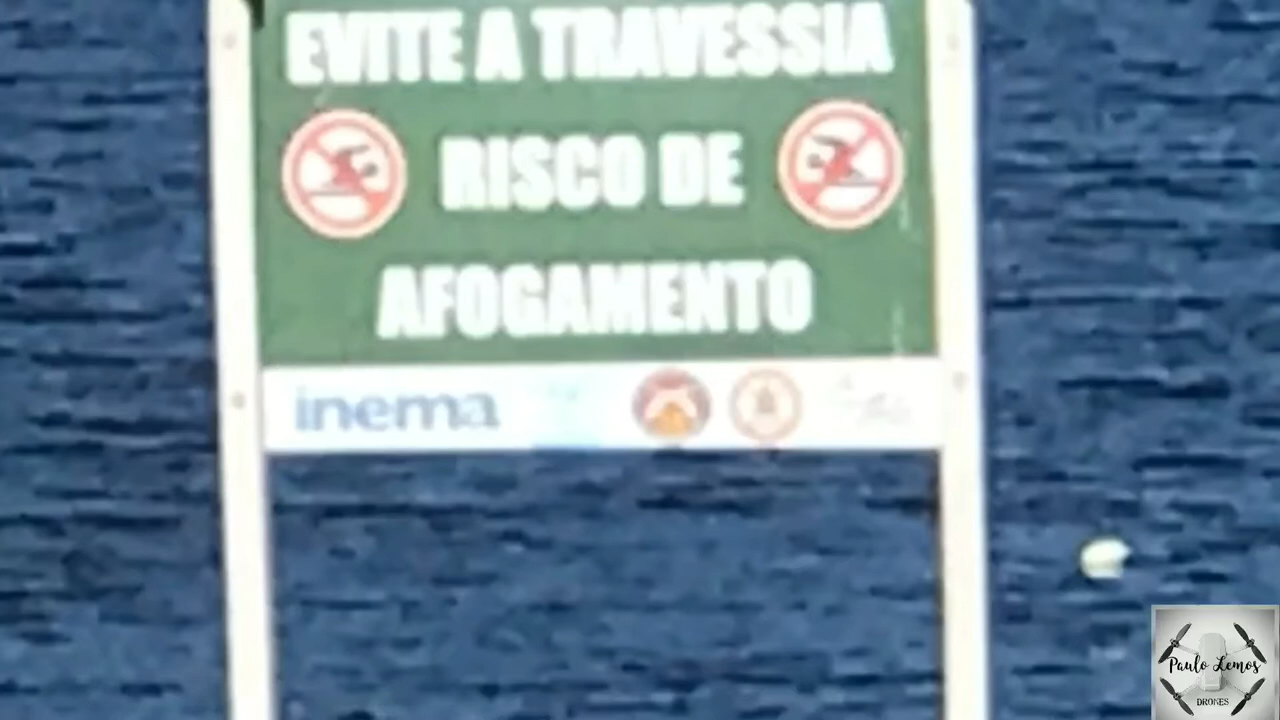 EVITE A TRAVESSIA
RISCO DE
AFOGAMENTO
inema
Paulo Lemos
DRONES